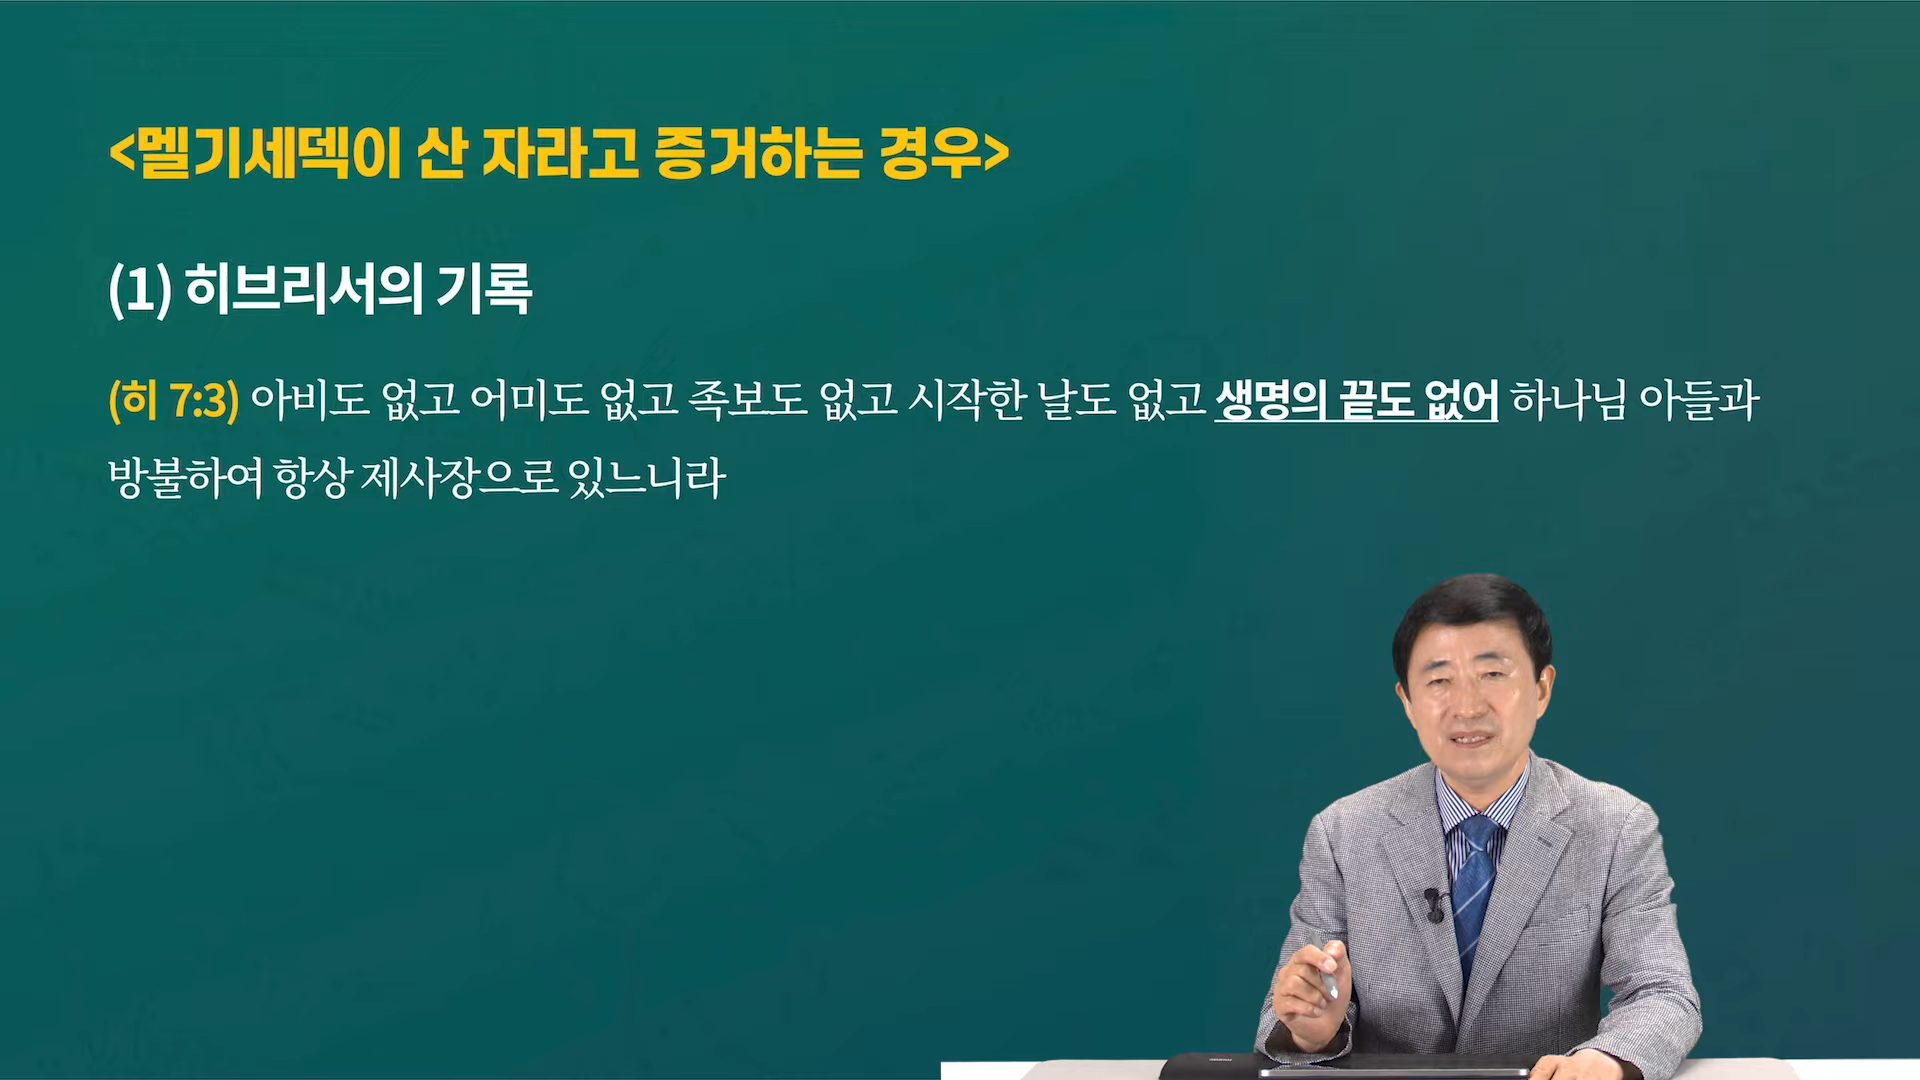 <멜기세덱이 산 자라고 증거하는 경우>
(1) 히브리서의 기록
(히 7:3) 아비도 없고 어미도 없고 족보도 없고 시작한 날도 없고 생명의 끝도 없어 하나님 아들과
방불하여 항상 제사장으로 있느니라